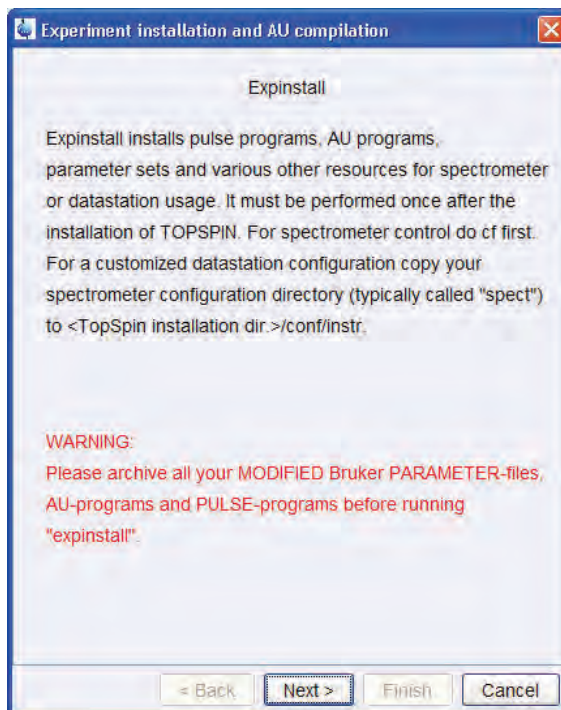 Experiment installation and AU compilation
Expinstall
Expinstall installs pulse programs, AU programs,
parameter sets and various other resources for spectrometer
or datastation usage. It must be performed once after the
installation of TOPSPIN. For spectrometer control do cf first.
For a customized datastation configuration copy your
spectrometer configuration directory (typically called "spect")
to <TopSpin installation dir.>/conf/instr.
WARNING:
Please archive all your MODIFIED Bruker PARAMETER-files,
AU-programs and PULSE-programs before running
"expinstall".
< Back Next > Finish Cancel